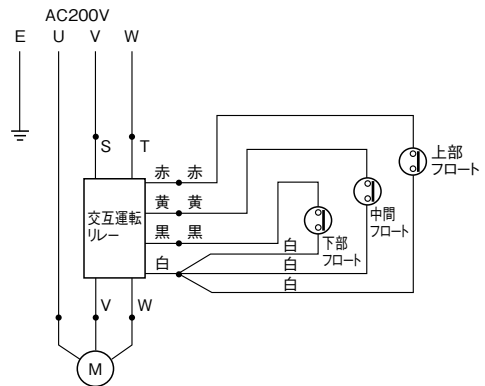 AC200V
E U V W
S T
赤 赤
上部
フロート
黄 黄
中間
フロート
交互運転
リレー
黒 黒
下部
フロート
白
白
白
白
V W
M